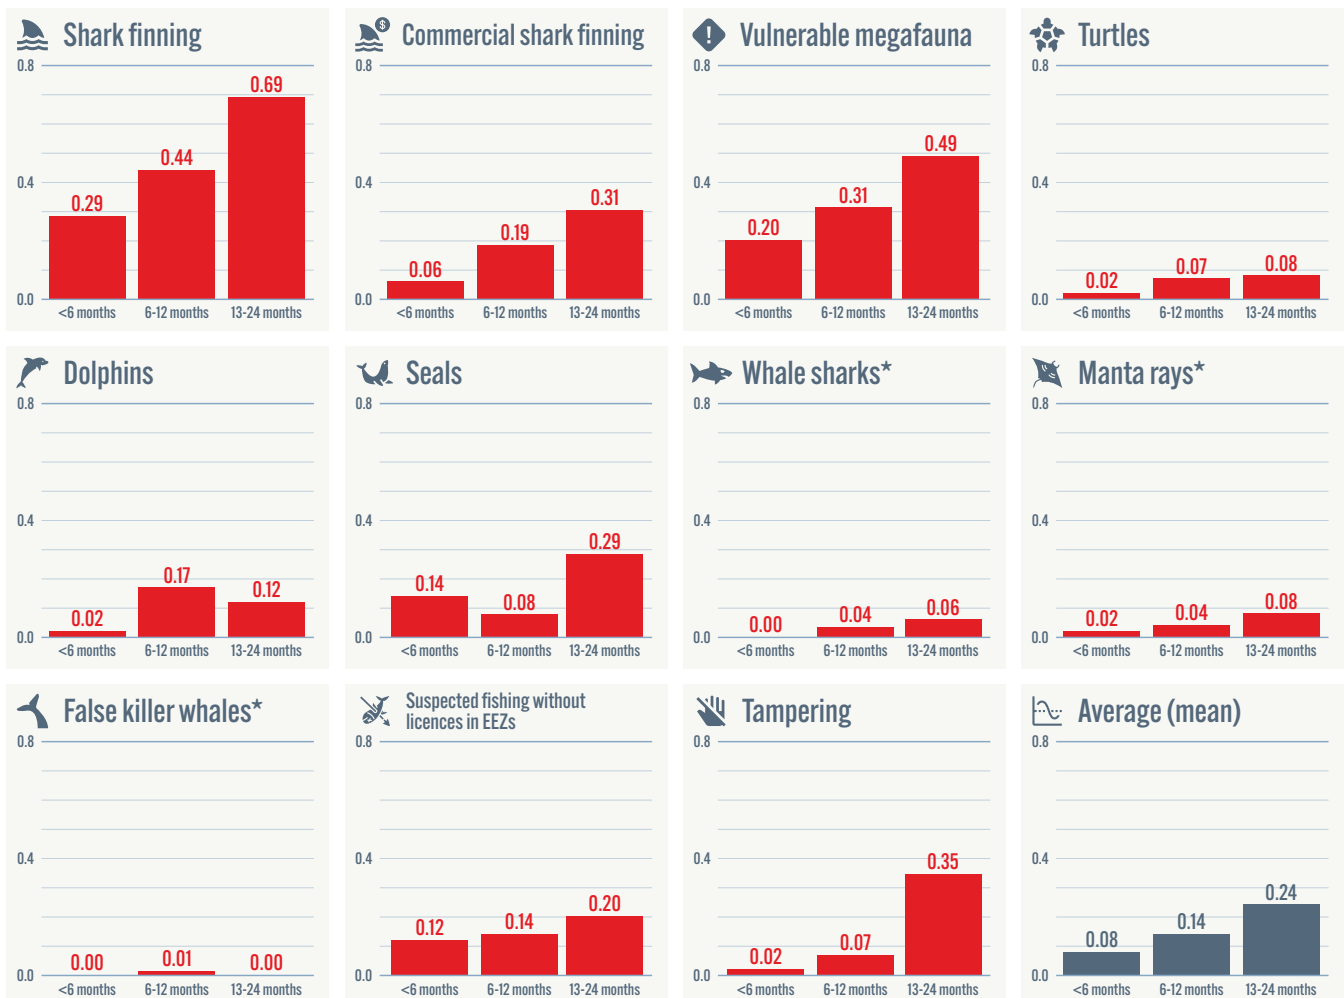 Shark finning
0.8
0.69
0.44
0.4
0.29
0.0
<6 months 6-12 months 13-24 months
$ Commercial shark finning
0.8
0.4
0.31
0.19
0.06
0.0
<6 months 6-12 months 13-24 months
! Vulnerable megafauna
0.8
0.49
0.4
0.31
0.20
0.0
<6 months 6-12 months 13-24 months
Turtles
0.8
0.4
0.02 0.07 0.08
0.0
<6 months 6-12 months 13-24 months
Dolphins
0.8
0.4
0.17
0.12
0.02
0.0
<6 months 6-12 months 13-24 months
Seals
0.8
0.4
0.29
0.14
0.08
0.0
<6 months 6-12 months 13-24 months
Whale sharks*
0.8
0.4
0.00 0.04 0.06
0.0
<6 months 6-12 months 13-24 months
Manta rays*
0.8
0.4
0.02 0.04 0.08
0.0
<6 months 6-12 months 13-24 months
False killer whales*
0.8
0.4
0.00 0.01 0.00
0.0
<6 months 6-12 months 13-24 months
Suspected fishing without
licences in EEZs
0.8
0.4
0.20
0.12 0.14
0.0
<6 months 6-12 months 13-24 months
Tampering
0.8
0.4
0.35
0.02 0.07
0.0
<6 months 6-12 months 13-24 months
Average (mean)
0.8
0.4
0.24
0.14
0.08
0.0
<6 months 6-12 months 13-24 months